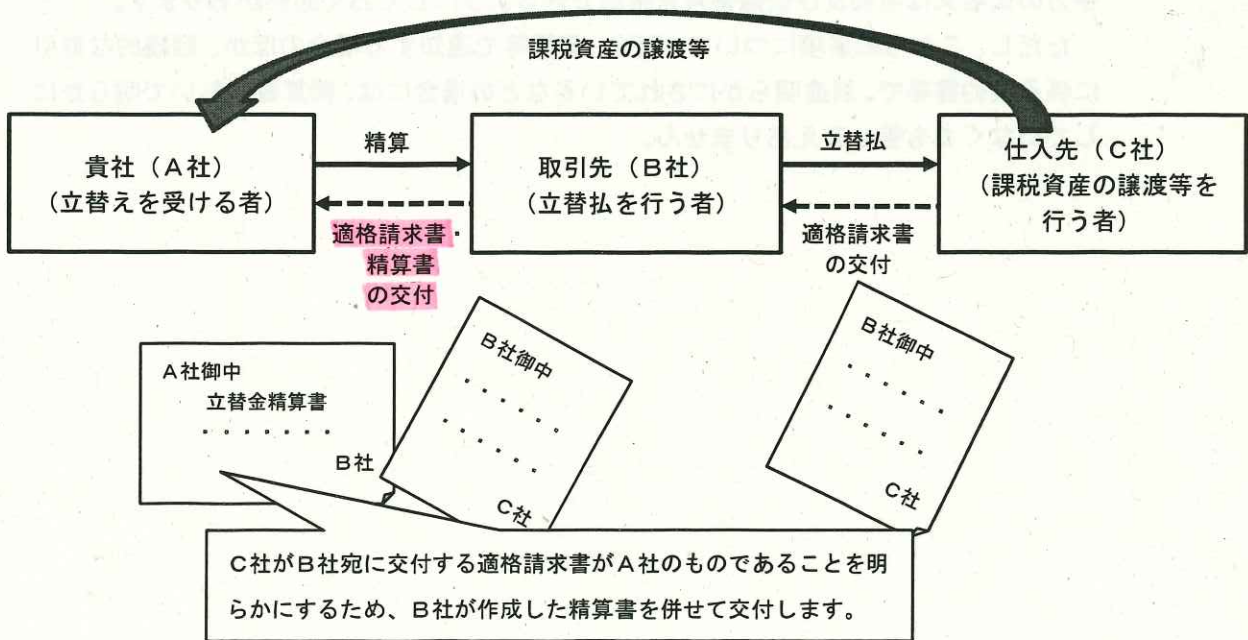 課税資産の譲渡等
貴社(A社)
(立替えを受ける者)
精算
適格請求書・
精算書
の交付
取引先(B社)
(立替払を行う者)
立替払
適格請求書
の交付
仕入先(C社)
(課税資産の譲渡等を
行う者)
A社御中
立替金精算書
・・・・・・・
B社
B社御中
・・・・・・
・・・・・・
C社
B社御中
・・・・・・
・・・・・・
C社
C社がB社宛に交付する適格請求書がA社のものであることを明
らかにするため、B社が作成した精算書を併せて交付します。